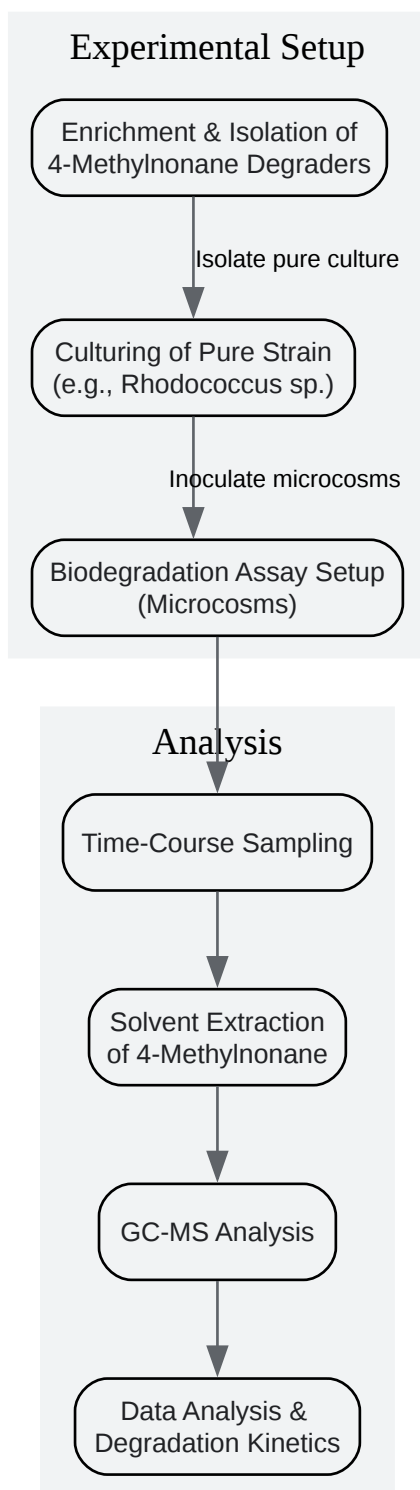 Experimental Setup
Enrichment & Isolation of
4-Methylnonane Degraders
Isolate pure culture
Culturing of Pure Strain
(e.g., Rhodococcus sp.)
Inoculate microcosms
Biodegradation Assay Setup
(Microcosms)
Analysis
Time-Course Sampling
Solvent Extraction
of 4-Methylnonane
GC-MS Analysis
Data Analysis &
Degradation Kinetics